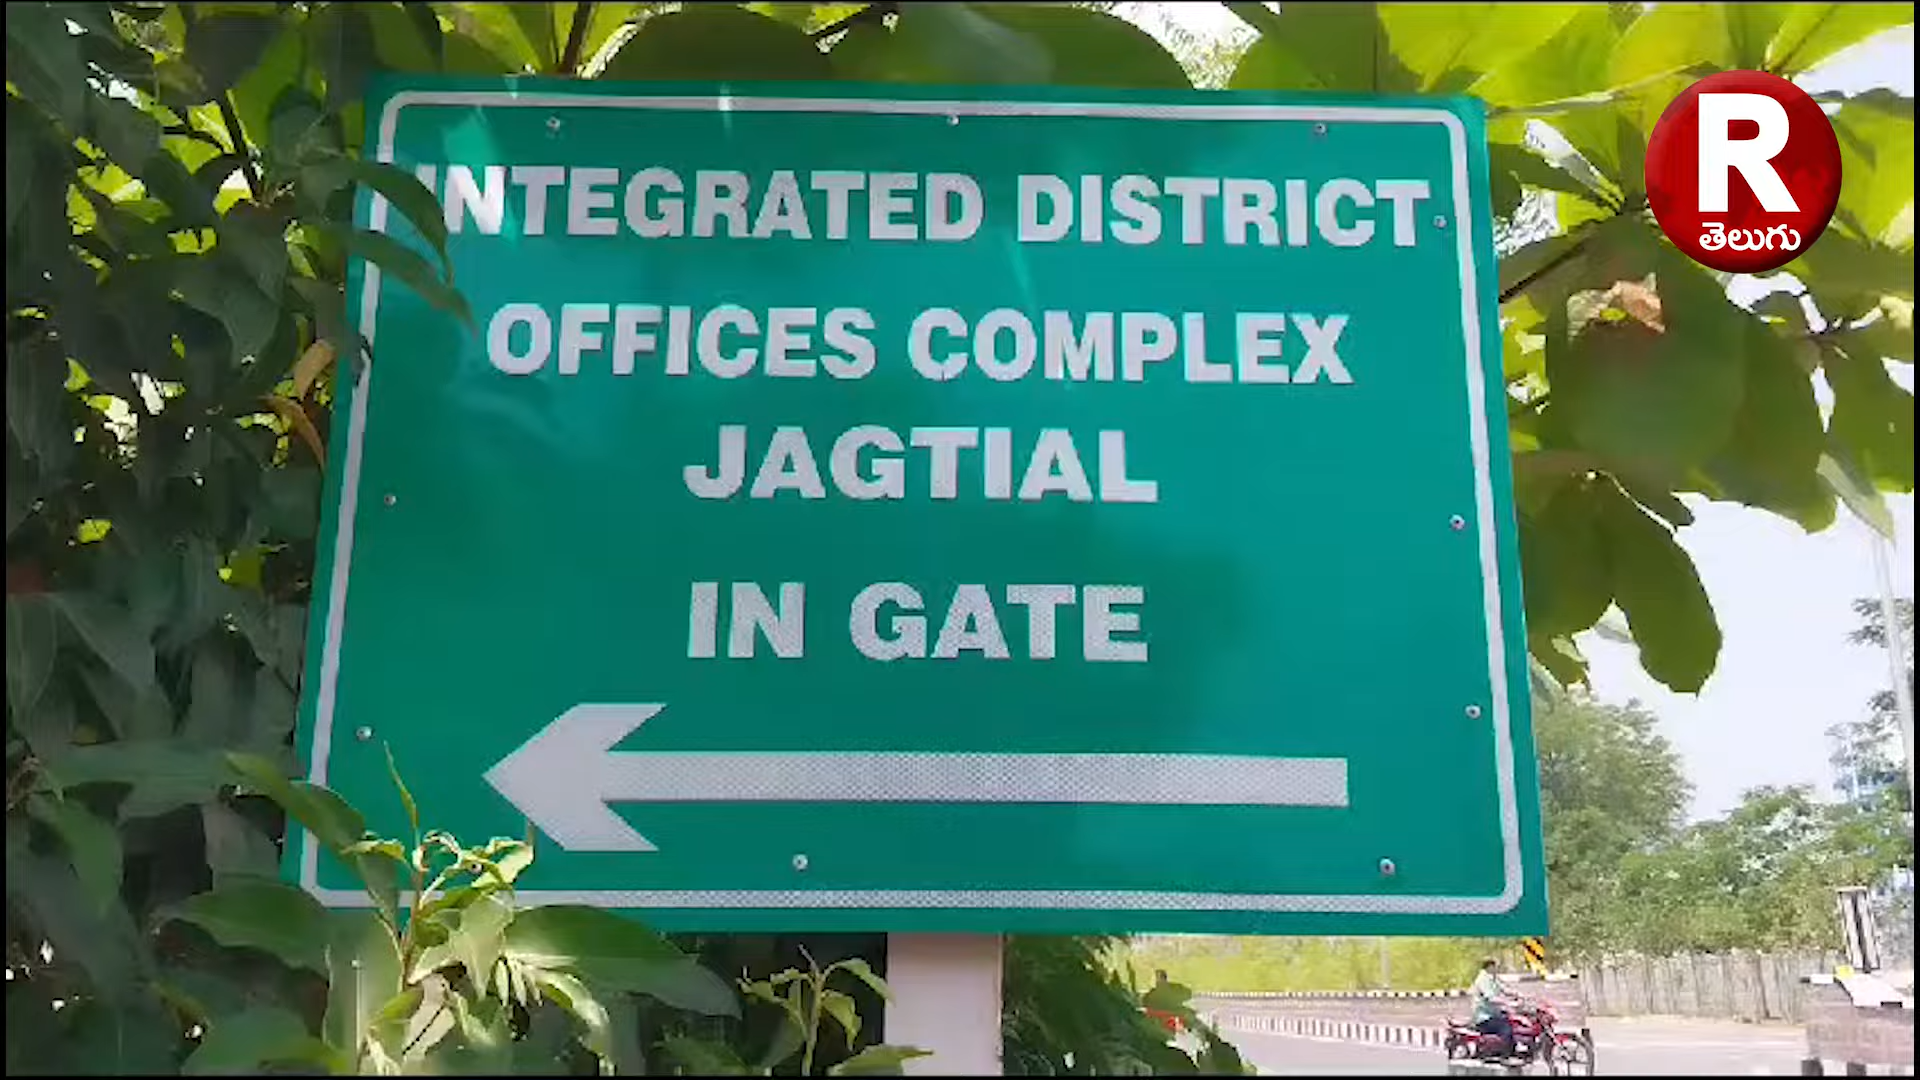 INTEGRATED DISTRICT
OFFICES COMPLEX
JAGTIAL
IN GATE
R
తెలుగు